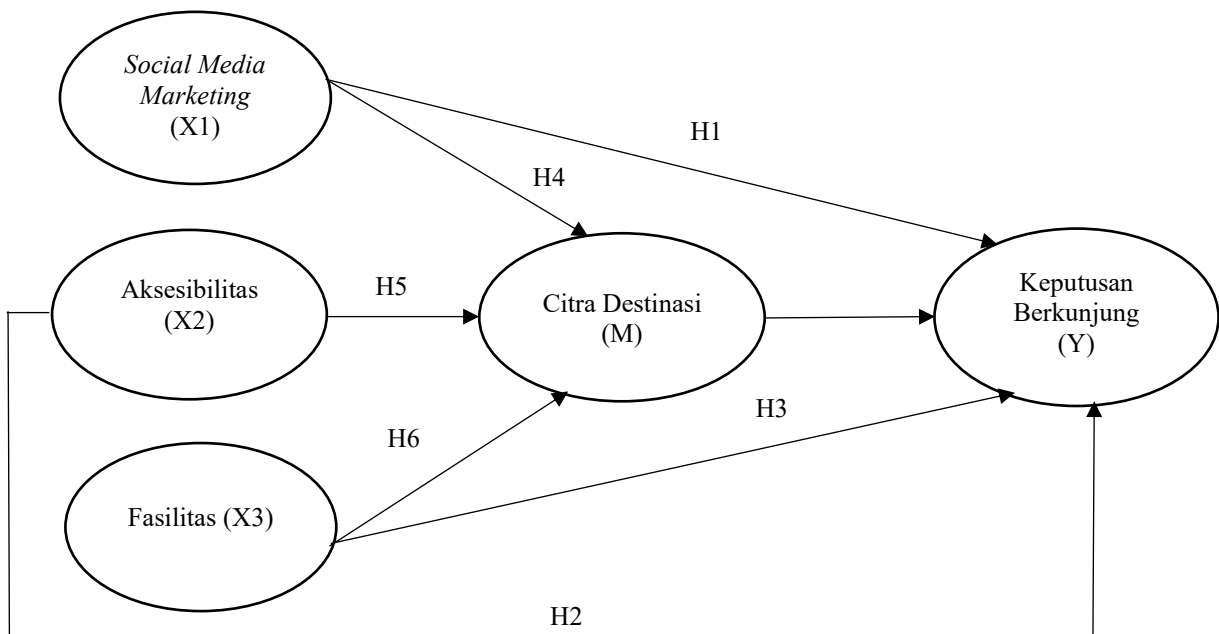 Social Media
Marketing
(X1)
H1
H4
Aksesibilitas
(X2)
H5
Citra Destinasi
(M)
Keputusan
Berkunjung
(Y)
H3
H6
Fasilitas (X3)
H2